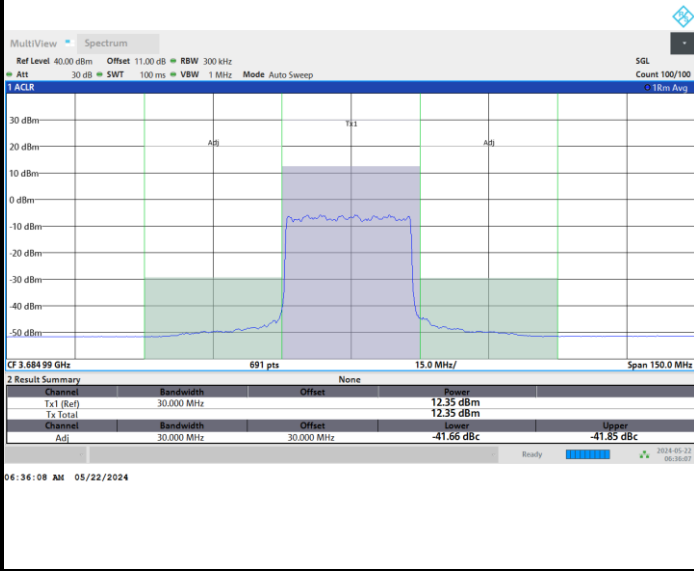 MultiView Spectrum
Ref Level 40.00 dBm Offset 11.00 dB RBW 300 kHz SGL
Att 30 dB SWT 100 ms VBW 1 MHz Mode Auto Sweep Count 100/100
1 ACLR 1Rm Avg
Tx1
Adj Adj
30 dBm
20 dBm
10 dBm
0 dBm
-10 dBm
-20 dBm
-30 dBm
-40 dBm
-50 dBm
CF 3.684 99 GHz 691 pts 15.0 MHz/ Span 150.0 MHz
2 Result Summary None
Channel Bandwidth Offset Power
Tx1 (Ref) 30.000 MHz 12.35 dBm
Tx Total 12.35 dBm
Channel Bandwidth Offset Lower Upper
Adj 30.000 MHz 30.000 MHz -41.66 dBc -41.85 dBc
Ready 2024-05-22
06:36:07
06:36:08 AM 05/22/2024